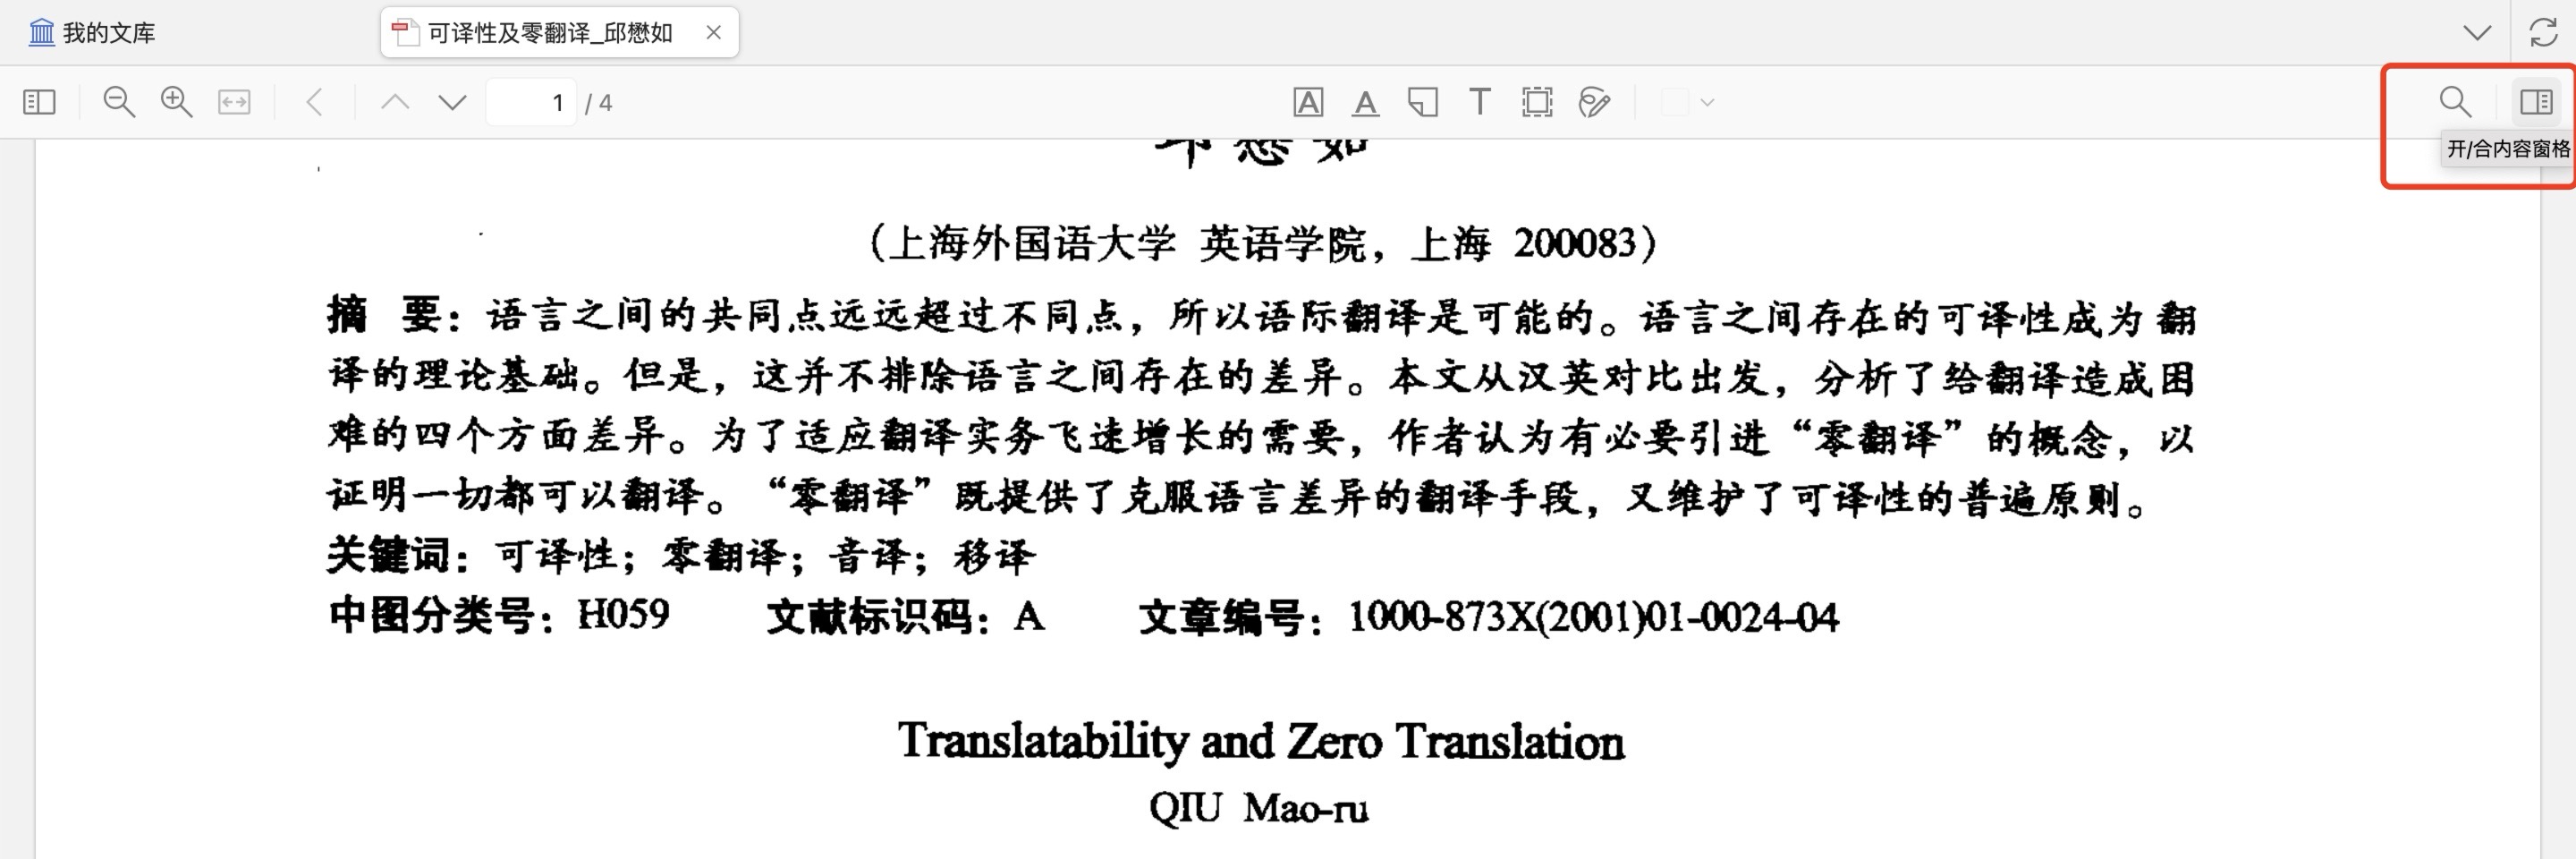 我的文库
可译性及零翻译_邱懋如
1 / 4
A A T
开/合内容窗格
邱懋如
（上海外国语大学 英语学院，上海 200083）
摘 要：语言之间的共同点远远超过不同点，所以语际翻译是可能的。语言之间存在的可译性成为翻
译的理论基础。但是，这并不排除语言之间存在的差异。本文从汉英对比出发，分析了给翻译造成困
难的四个方面差异。为了适应翻译实务飞速增长的需要，作者认为有必要引进“零翻译”的概念，以
证明一切都可以翻译。“零翻译”既提供了克服语言差异的翻译手段，又维护了可译性的普遍原则。
关键词：可译性；零翻译；音译；移译
中图分类号：H059 文献标识码：A 文章编号：1000-873X(2001)01-0024-04
Translatability and Zero Translation
QIU Mao-ru